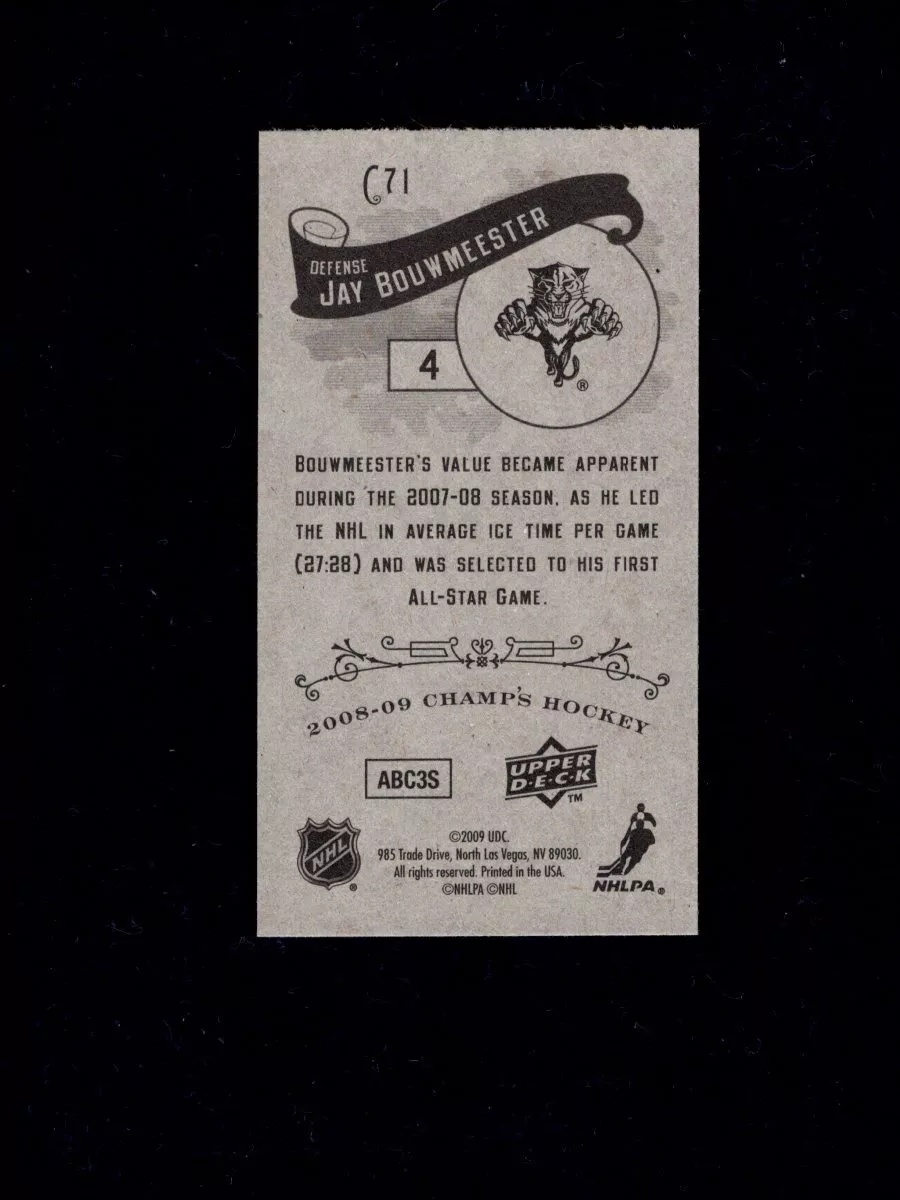 C71
DEFENSE
JAY BOUWMEESTER
4
®
BOUWMEESTER'S VALUE BECAME APPARENT
DURING THE 2007-08 SEASON, AS HE LED
THE NHL IN AVERAGE ICE TIME PER GAME
(27:28) AND WAS SELECTED TO HIS FIRST
ALL-STAR GAME.
2008-09 CHAMP'S HOCKEY
ABC3S
UPPER
D·E·C·K
TM
NHL
®
©2009 UDC.
985 Trade Drive, North Las Vegas, NV 89030.
All rights reserved. Printed in the USA.
©NHLPA ©NHL
NHLPA®